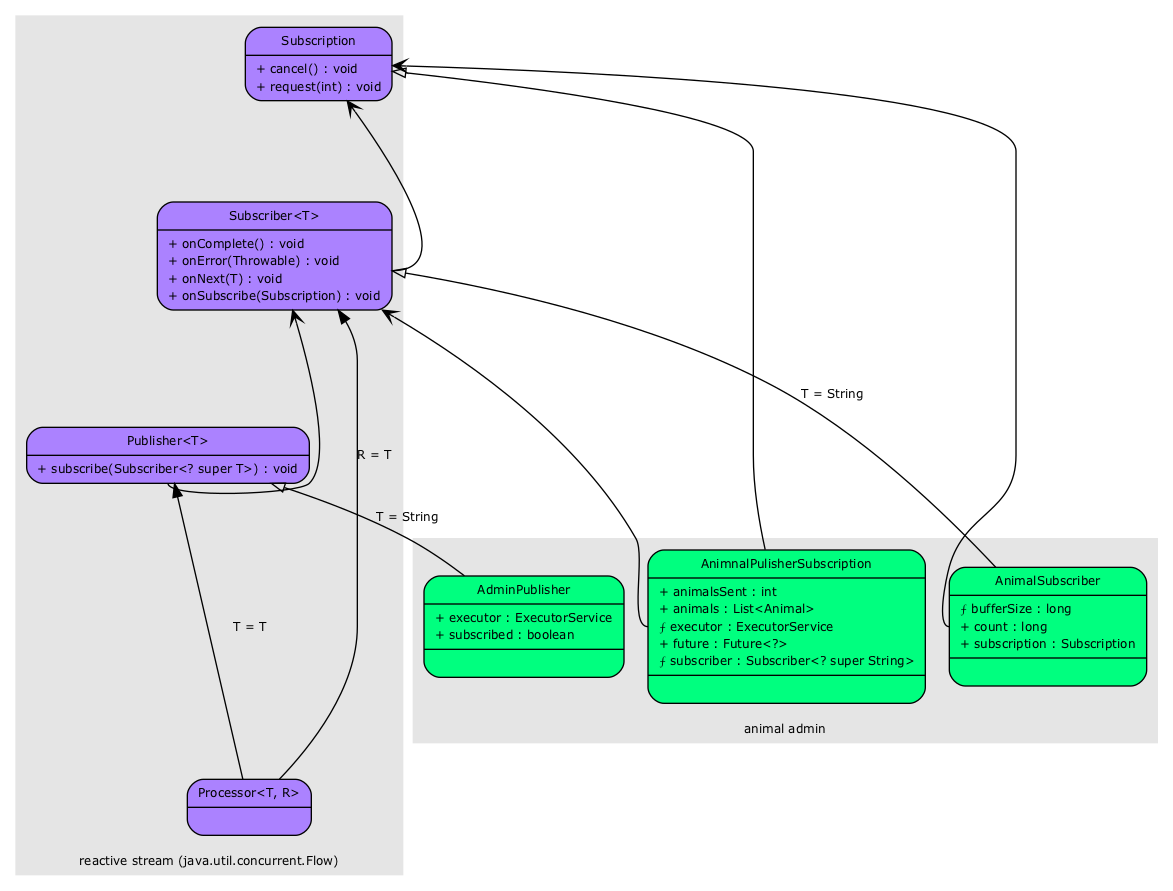 Subscription
+ cancel() : void
+ request(int) : void
Subscriber<T>
+ onComplete() : void
+ onError(Throwable) : void
+ onNext(T) : void
+ onSubscribe(Subscription) : void
T = String
Publisher<T>
+ subscribe(Subscriber<? super T>) : void
R = T
T = String
AdminPublisher
+ executor : ExecutorService
+ subscribed : boolean
AnimnalPulisherSubscription
+ animalsSent : int
+ animals : List<Animal>
⨍ executor : ExecutorService
+ future : Future<?>
⨍ subscriber : Subscriber<? super String>
AnimalSubscriber
⨍ bufferSize : long
+ count : long
+ subscription : Subscription
T = T
animal admin
Processor<T, R>
reactive stream (java.util.concurrent.Flow)